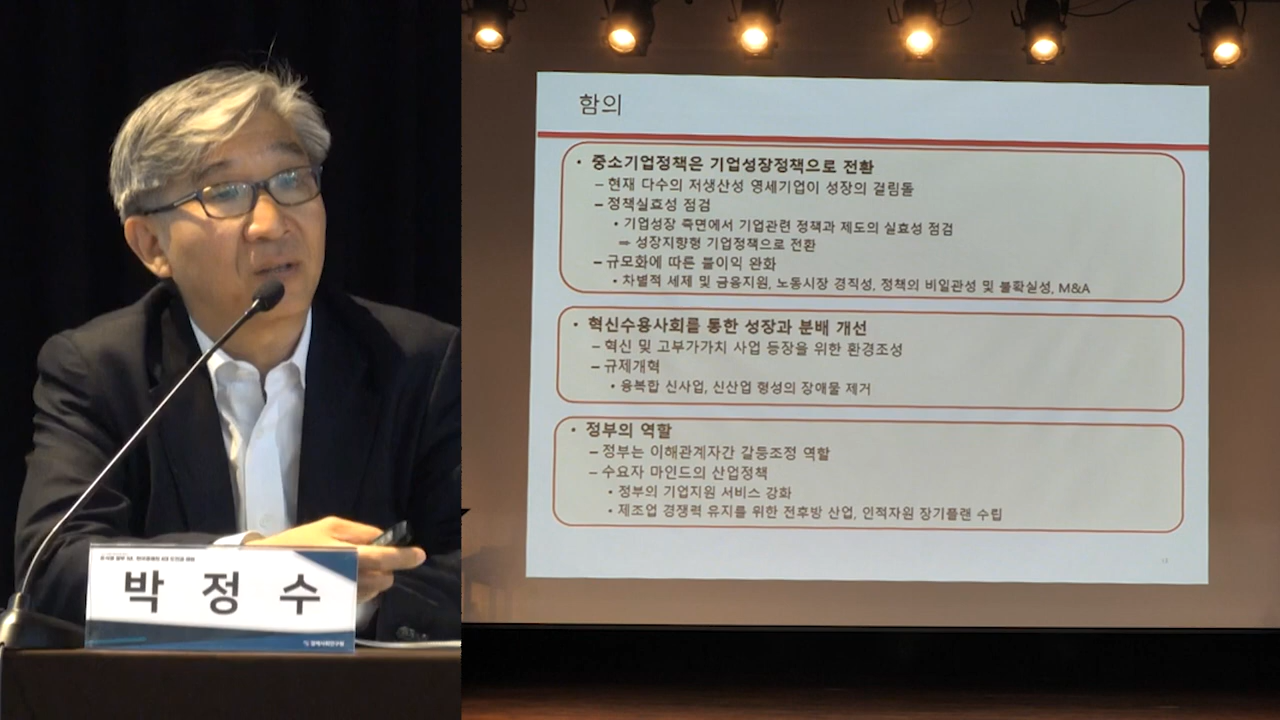 박 정 수
경제사회연구원
함의
• 중소기업정책은 기업성장정책으로 전환
– 현재 다수의 저생산성 영세기업이 성장의 걸림돌
– 정책실효성 점검
• 기업성장 측면에서 기업관련 정책과 제도의 실효성 점검
⇒ 성장지향형 기업정책으로 전환
– 규모화에 따른 불이익 완화
• 차별적 세제 및 금융지원, 노동시장 경직성, 정책의 비일관성 및 불확실성, M&A
• 혁신수용사회를 통한 성장과 분배 개선
– 혁신 및 고부가가치 사업 등장을 위한 환경조성
– 규제개혁
• 융복합 신사업, 신산업 형성의 장애물 제거
• 정부의 역할
– 정부는 이해관계자간 갈등조정 역할
– 수요자 마인드의 산업정책
• 정부의 기업지원 서비스 강화
• 제조업 경쟁력 유지를 위한 전후방 산업, 인적자원 장기플랜 수립